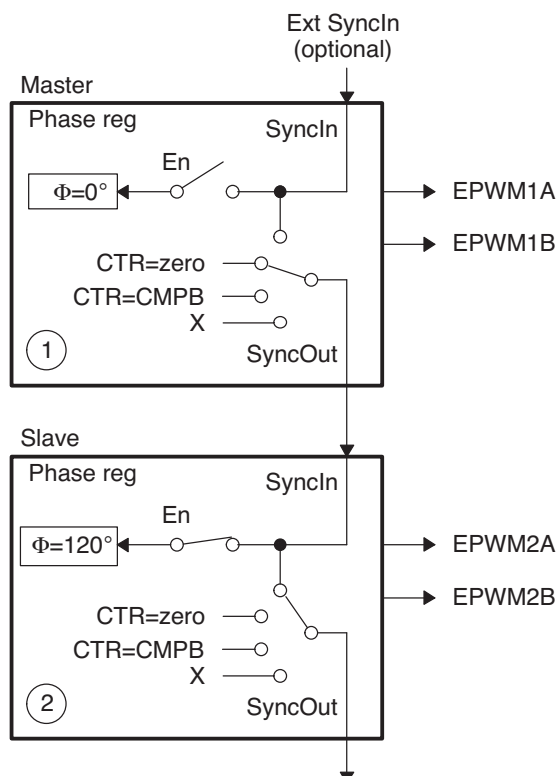 Ext SyncIn
(optional)
Master
Phase reg
SyncIn
En
Φ=0°
EPWM1A
EPWM1B
CTR=zero
CTR=CMPB
X
1
SyncOut
Slave
Phase reg
SyncIn
En
Φ=120°
EPWM2A
EPWM2B
CTR=zero
CTR=CMPB
X
2
SyncOut